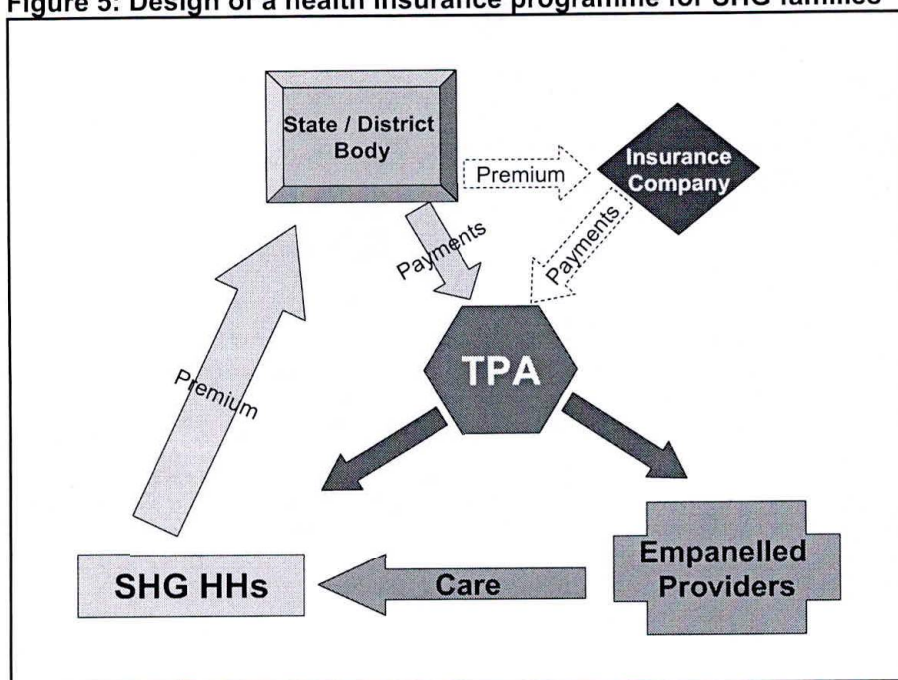 Figure 5: Design of a health insurance programme for SHG families
State / District
Body
Premium
Insurance
Company
Payments
Payments
TPA
Premium
SHG HHs
Care
Empanelled
Providers